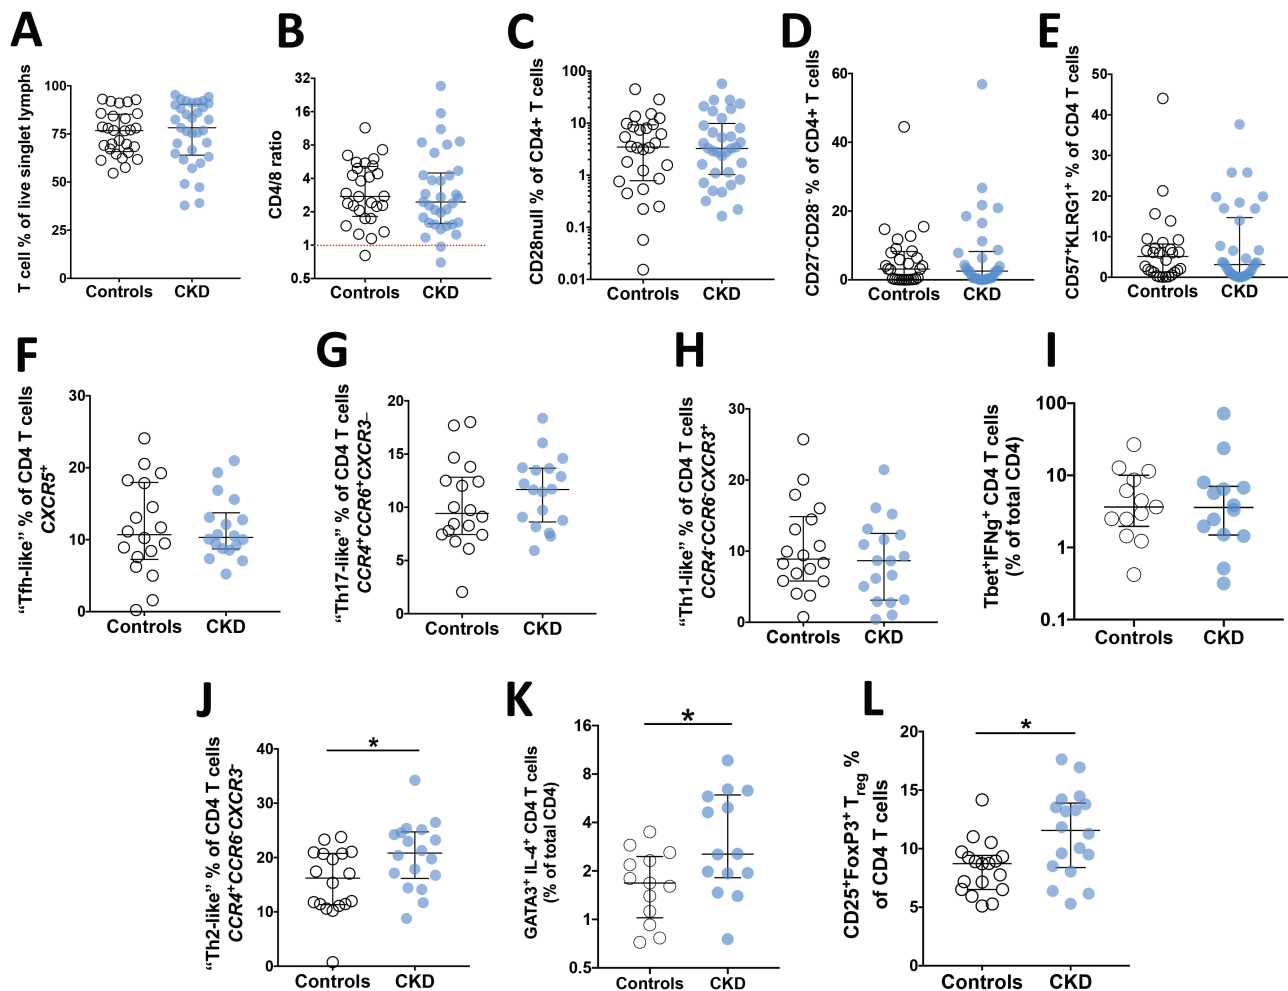 A
T cell % of live singlet lymphs
100
75
50
25
0
Controls
CKD
B
CD4/8 ratio
32
16
8
4
2
1
0.5
Controls
CKD
C
CD28null % of CD4+ T cells
100
10
1
0.1
0.01
Controls
CKD
D
CD27⁻CD28⁻ % of CD4+ T cells
60
40
20
0
Controls
CKD
E
CD57⁺KLRG1⁺ % of CD4 T cells
50
40
30
20
10
0
Controls
CKD
F
“Tfh-like” % of CD4 T cells
CXCR5⁺
30
20
10
0
Controls
CKD
G
“Th17-like” % of CD4 T cells
CCR4⁺CCR6⁺CXCR3–
20
15
10
5
0
Controls
CKD
H
“Th1-like” % of CD4 T cells
CCR4⁻CCR6⁻CXCR3⁺
30
20
10
0
Controls
CKD
I
Tbet⁺IFNg⁺ CD4 T cells
(% of total CD4)
100
10
1
0.1
Controls
CKD
J
“Th2-like” % of CD4 T cells
CCR4⁺CCR6⁻CXCR3⁻
40
30
20
10
0
*
Controls
CKD
K
GATA3⁺ IL-4⁺ CD4 T cells
(% of total CD4)
16
8
4
2
1
0.5
*
Controls
CKD
L
CD25⁺FoxP3⁺ Treg %
of CD4 T cells
20
15
10
5
0
*
Controls
CKD